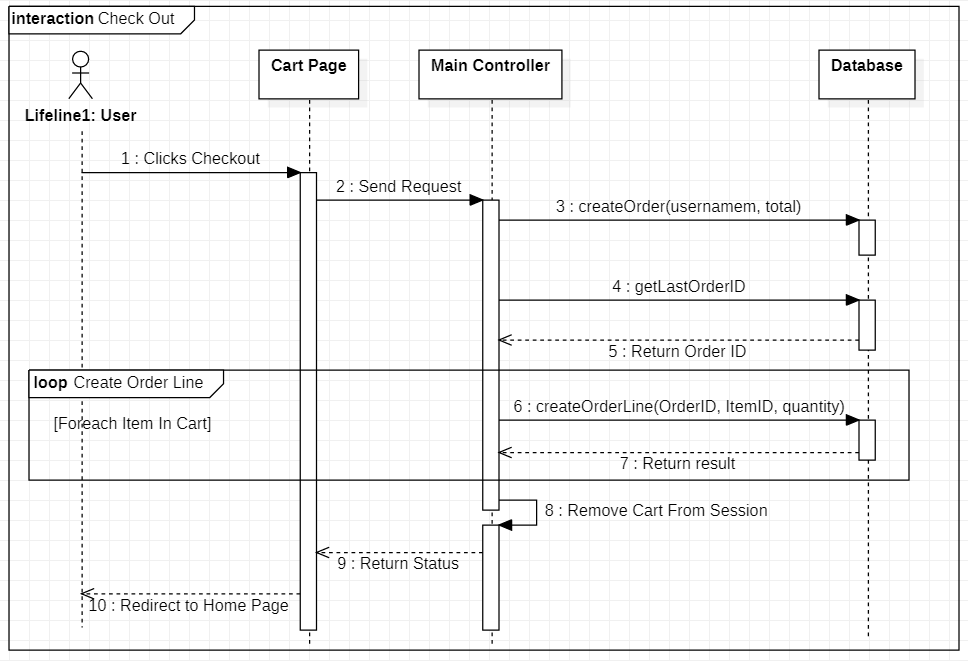 interaction Check Out
Cart Page
Main Controller
Database
Lifeline1: User
1 : Clicks Checkout
2 : Send Request
3 : createOrder(usernamem, total)
4 : getLastOrderID
5 : Return Order ID
loop Create Order Line
[Foreach Item In Cart]
6 : createOrderLine(OrderID, ItemID, quantity)
7 : Return result
8 : Remove Cart From Session
9 : Return Status
10 : Redirect to Home Page